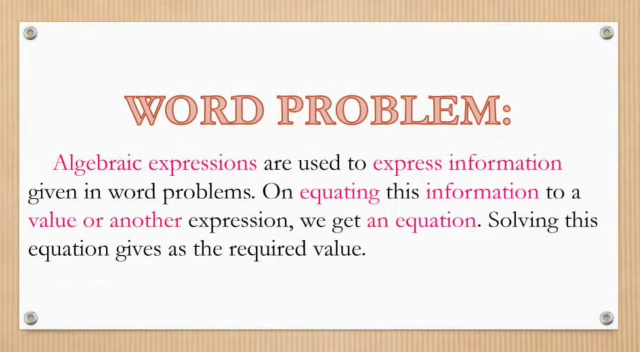 WORD PROBLEM:
Algebraic expressions are used to express information
given in word problems. On equating this information to a
value or another expression, we get an equation. Solving this
equation gives as the required value.